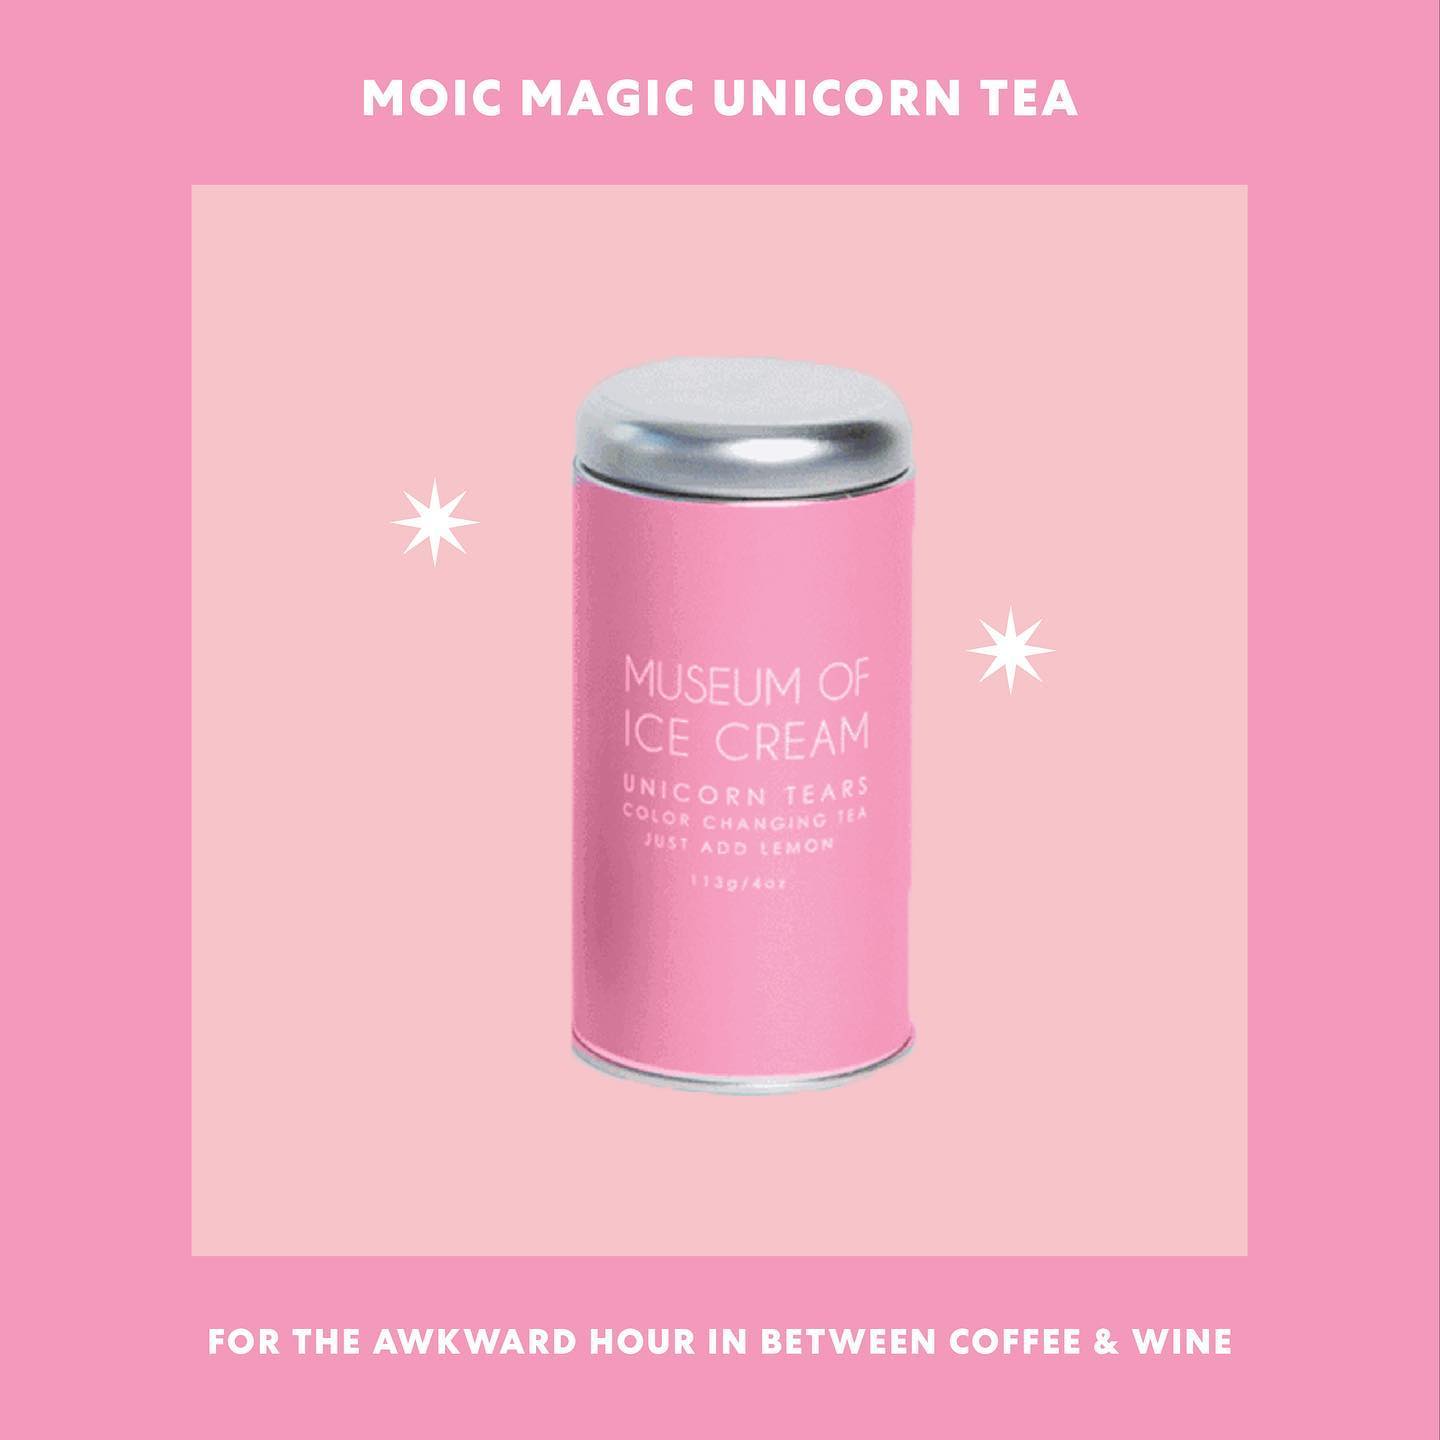 MOIC MAGIC UNICORN TEA
MUSEUM OF
ICE CREAM
UNICORN TEARS
COLOR CHANGING TEA
JUST ADD LEMON
113g/4oz
FOR THE AWKWARD HOUR IN BETWEEN COFFEE & WINE